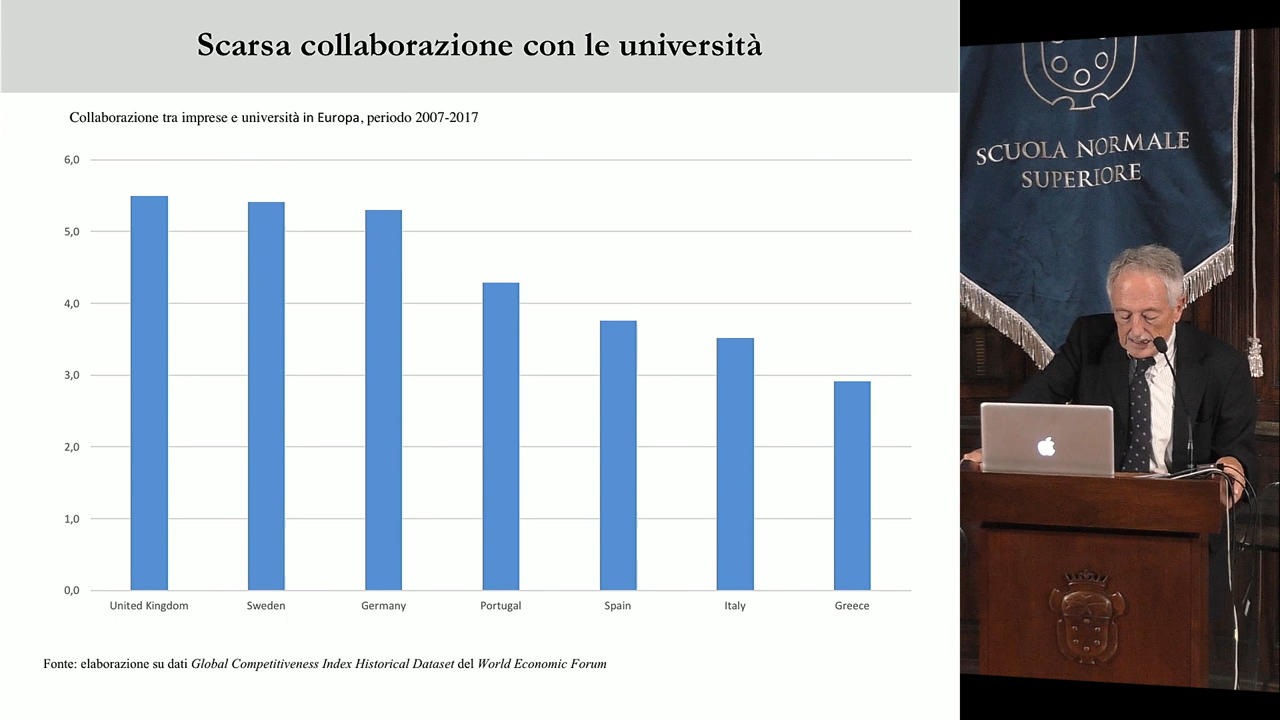 Scarsa collaborazione con le università
Collaborazione tra imprese e università in Europa, periodo 2007-2017
6,0
5,0
4,0
3,0
2,0
1,0
0,0
United Kingdom
Sweden
Germany
Portugal
Spain
Italy
Greece
Fonte: elaborazione su dati Global Competitiveness Index Historical Dataset del World Economic Forum
SCUOLA NORMALE
SUPERIORE